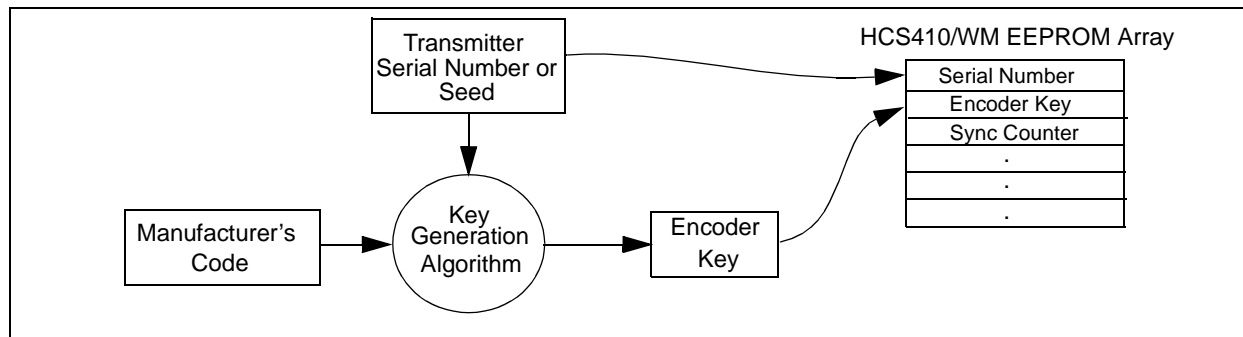 Transmitter
Serial Number or
Seed
HCS410/WM EEPROM Array
Serial Number
Encoder Key
Sync Counter
.
.
.
Manufacturer's
Code
Key
Generation
Algorithm
Encoder
Key